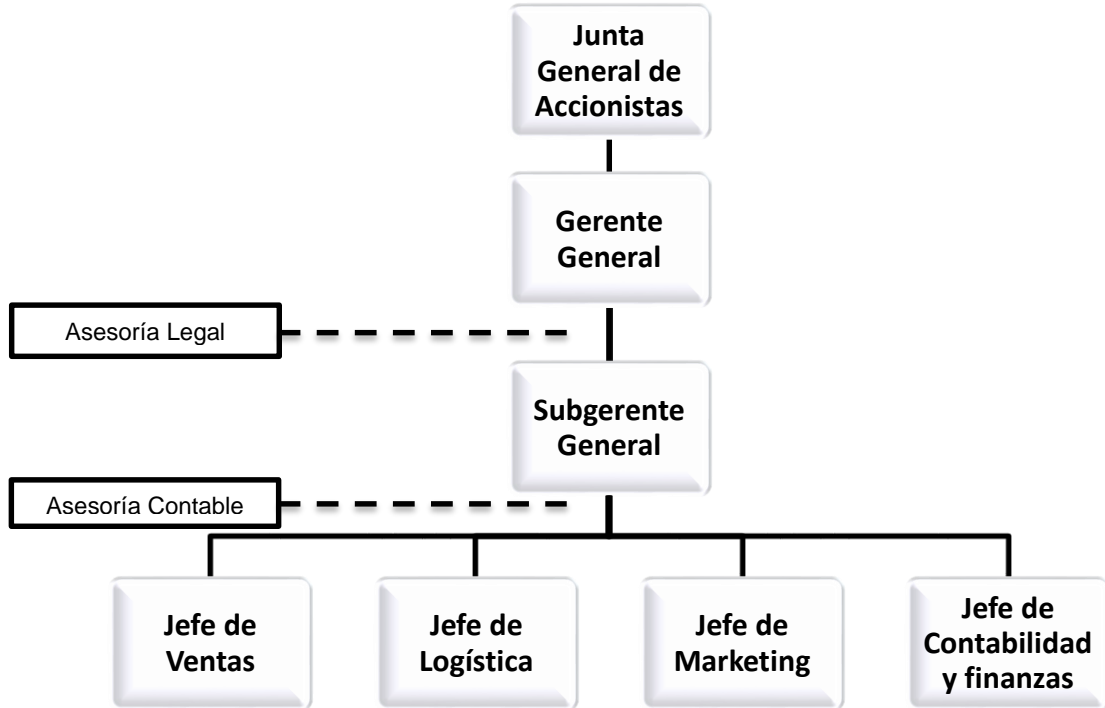 Junta
General de
Accionistas
Gerente
General
Asesoría Legal
Subgerente
General
Asesoría Contable
Jefe de
Ventas
Jefe de
Logística
Jefe de
Marketing
Jefe de
Contabilidad
y finanzas